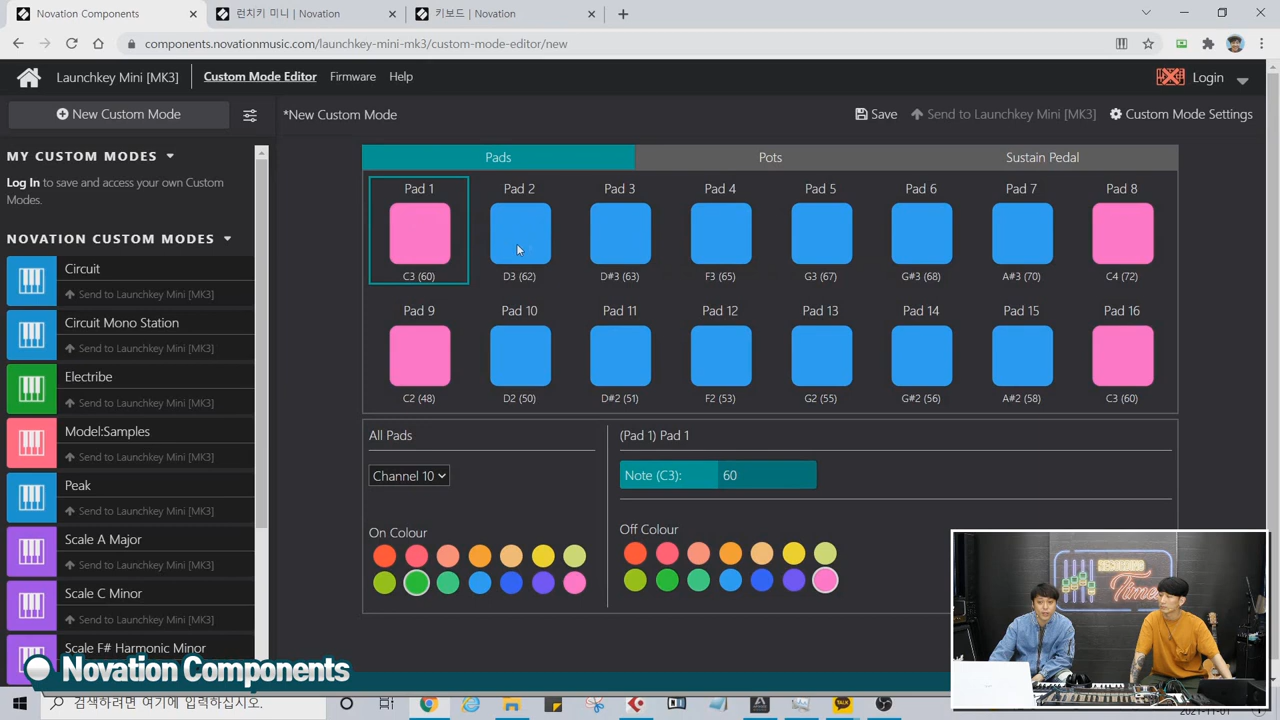 Novation Components
런치키 미니 | Novation
키보드 | Novation
components.novationmusic.com/launchkey-mini-mk3/custom-mode-editor/new
Launchkey Mini [MK3]
Custom Mode Editor
Firmware
Help
Login
New Custom Mode
*New Custom Mode
Save
Send to Launchkey Mini [MK3]
Custom Mode Settings
MY CUSTOM MODES
Log In to save and access your own Custom
Modes.
NOVATION CUSTOM MODES
Circuit
Send to Launchkey Mini [MK3]
Circuit Mono Station
Send to Launchkey Mini [MK3]
Electribe
Send to Launchkey Mini [MK3]
Model:Samples
Send to Launchkey Mini [MK3]
Peak
Send to Launchkey Mini [MK3]
Scale A Major
Send to Launchkey Mini [MK3]
Scale C Minor
Send to Launchkey Mini [MK3]
Scale F# Harmonic Minor
Pads
Pots
Sustain Pedal
Pad 1
Pad 2
Pad 3
Pad 4
Pad 5
Pad 6
Pad 7
Pad 8
C3 (60)
D3 (62)
D#3 (63)
F3 (65)
G3 (67)
G#3 (68)
A#3 (70)
C4 (72)
Pad 9
Pad 10
Pad 11
Pad 12
Pad 13
Pad 14
Pad 15
Pad 16
C2 (48)
D2 (50)
D#2 (51)
F2 (53)
G2 (55)
G#2 (56)
A#2 (58)
C3 (60)
All Pads
Channel 10
On Colour
(Pad 1) Pad 1
Note (C3):
60
Off Colour
RECORDING
Novation Components
검색하려면 여기에 입력하십시오.
2021-11-01